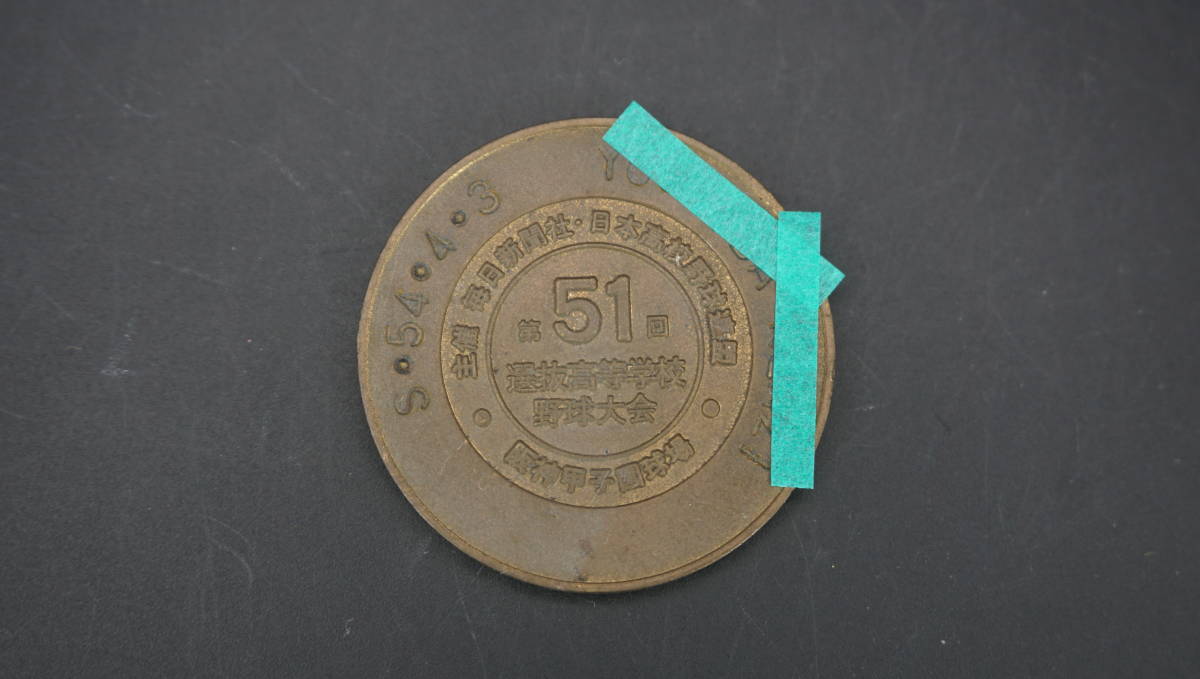 S・54・4・3
主催 毎日新聞社・日本高校野球連盟
第51回
選抜高等学校
野球大会
阪神甲子園球場